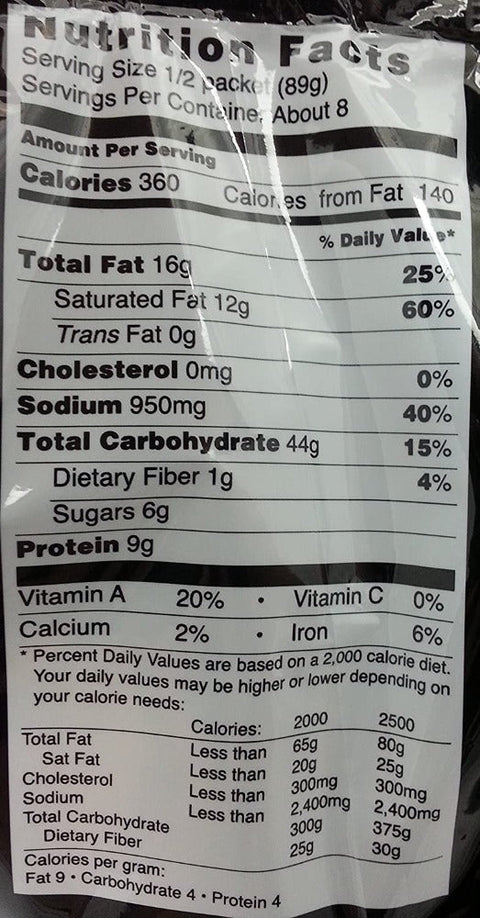 Nutrition Facts
Serving Size 1/2 packet (89g)
Servings Per Container About 8
Amount Per Serving
Calories 360 Calories from Fat 140
% Daily Value*
Total Fat 16g 25%
Saturated Fat 12g 60%
Trans Fat 0g
Cholesterol 0mg 0%
Sodium 950mg 40%
Total Carbohydrate 44g 15%
Dietary Fiber 1g 4%
Sugars 6g
Protein 9g
Vitamin A 20% • Vitamin C 0%
Calcium 2% • Iron 6%
* Percent Daily Values are based on a 2,000 calorie diet.
Your daily values may be higher or lower depending on
your calorie needs:
Calories: 2000 2500
Total Fat Less than 65g 80g
Sat Fat Less than 20g 25g
Cholesterol Less than 300mg 300mg
Sodium Less than 2,400mg 2,400mg
Total Carbohydrate 300g 375g
Dietary Fiber 25g 30g
Calories per gram:
Fat 9 • Carbohydrate 4 • Protein 4